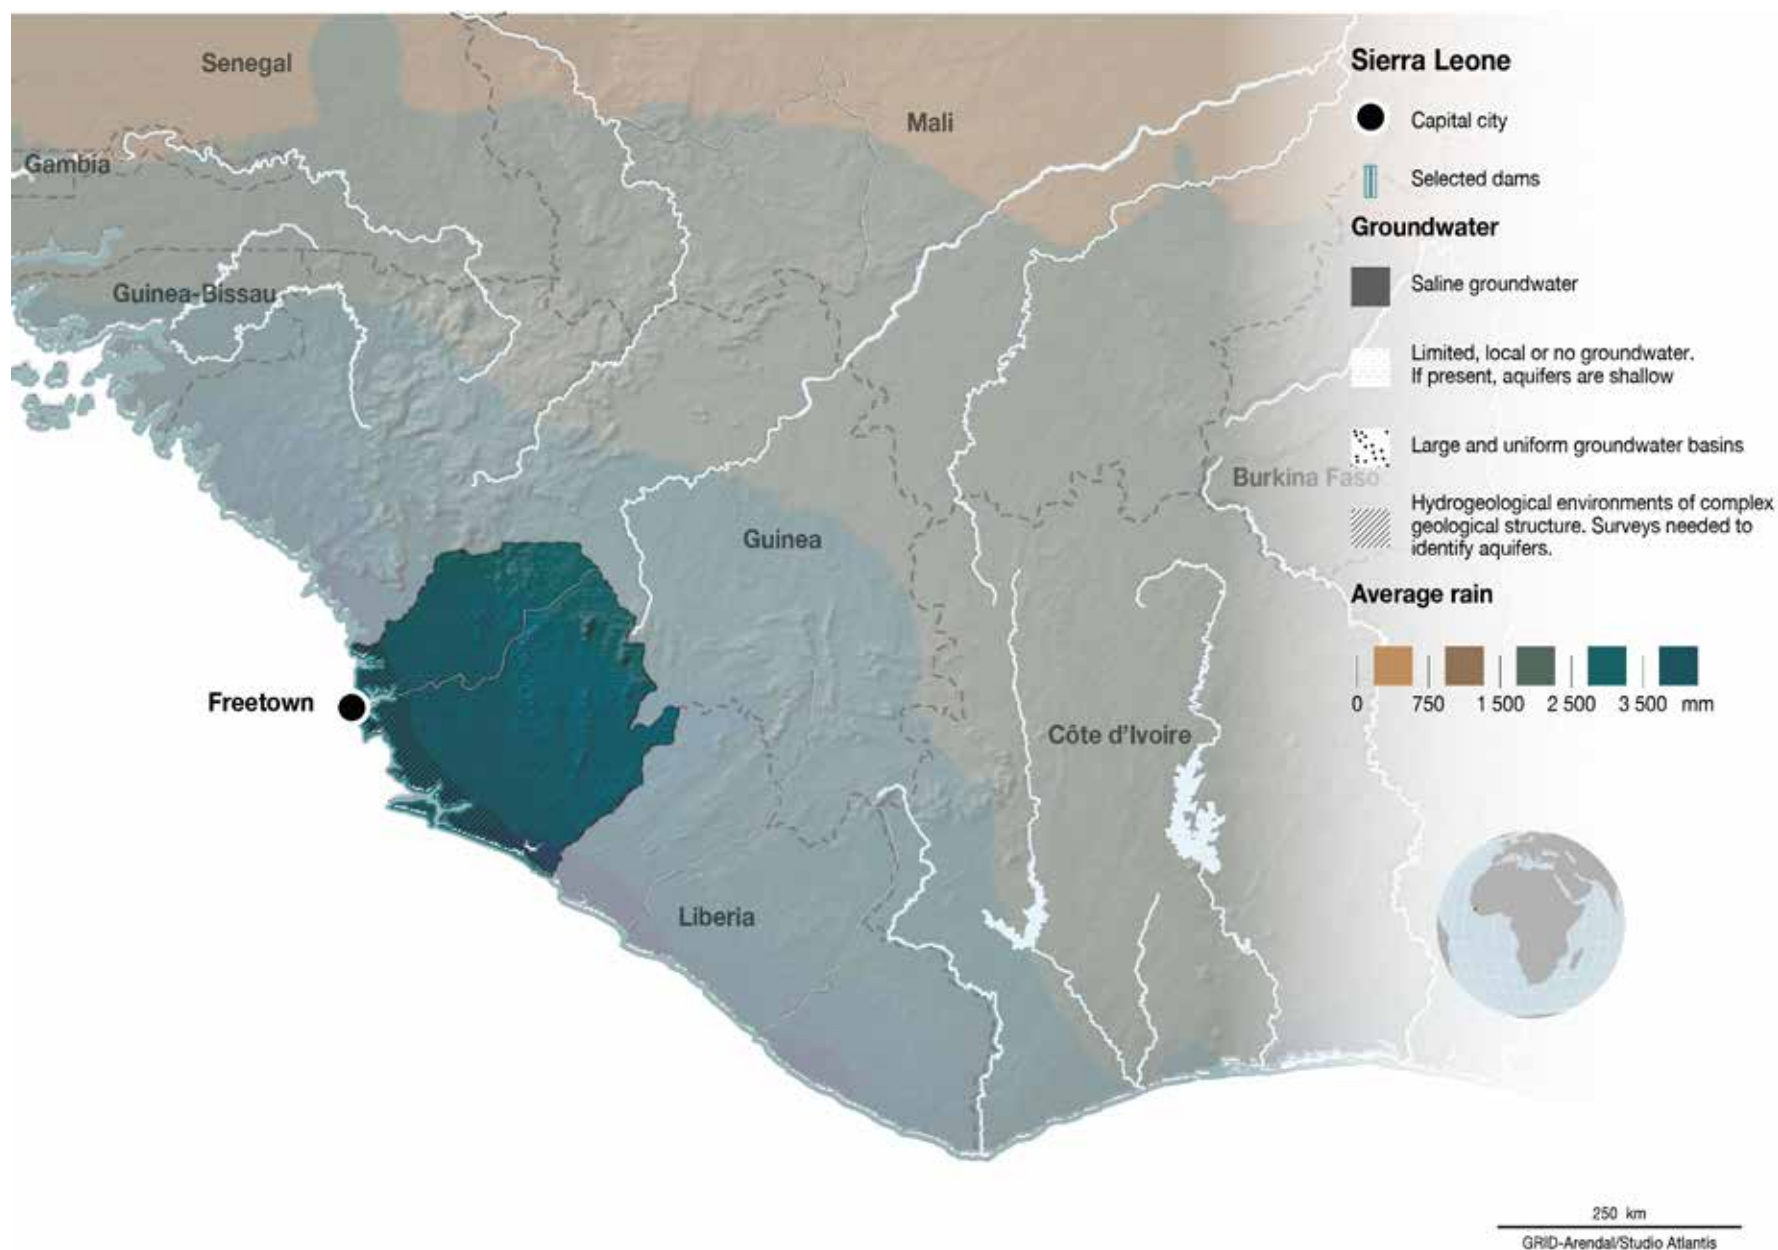 Senegal
Mali
Gambia
Guinea-Bissau
Burkina Faso
Guinea
Freetown
Côte d'Ivoire
Liberia
Sierra Leone
Capital city
Selected dams
Groundwater
Saline groundwater
Limited, local or no groundwater.
If present, aquifers are shallow
Large and uniform groundwater basins
Hydrogeological environments of complex
geological structure. Surveys needed to
identify aquifers.
Average rain
0 750 1 500 2 500 3 500 mm
250 km
GRID-Arendal/Studio Atlantis